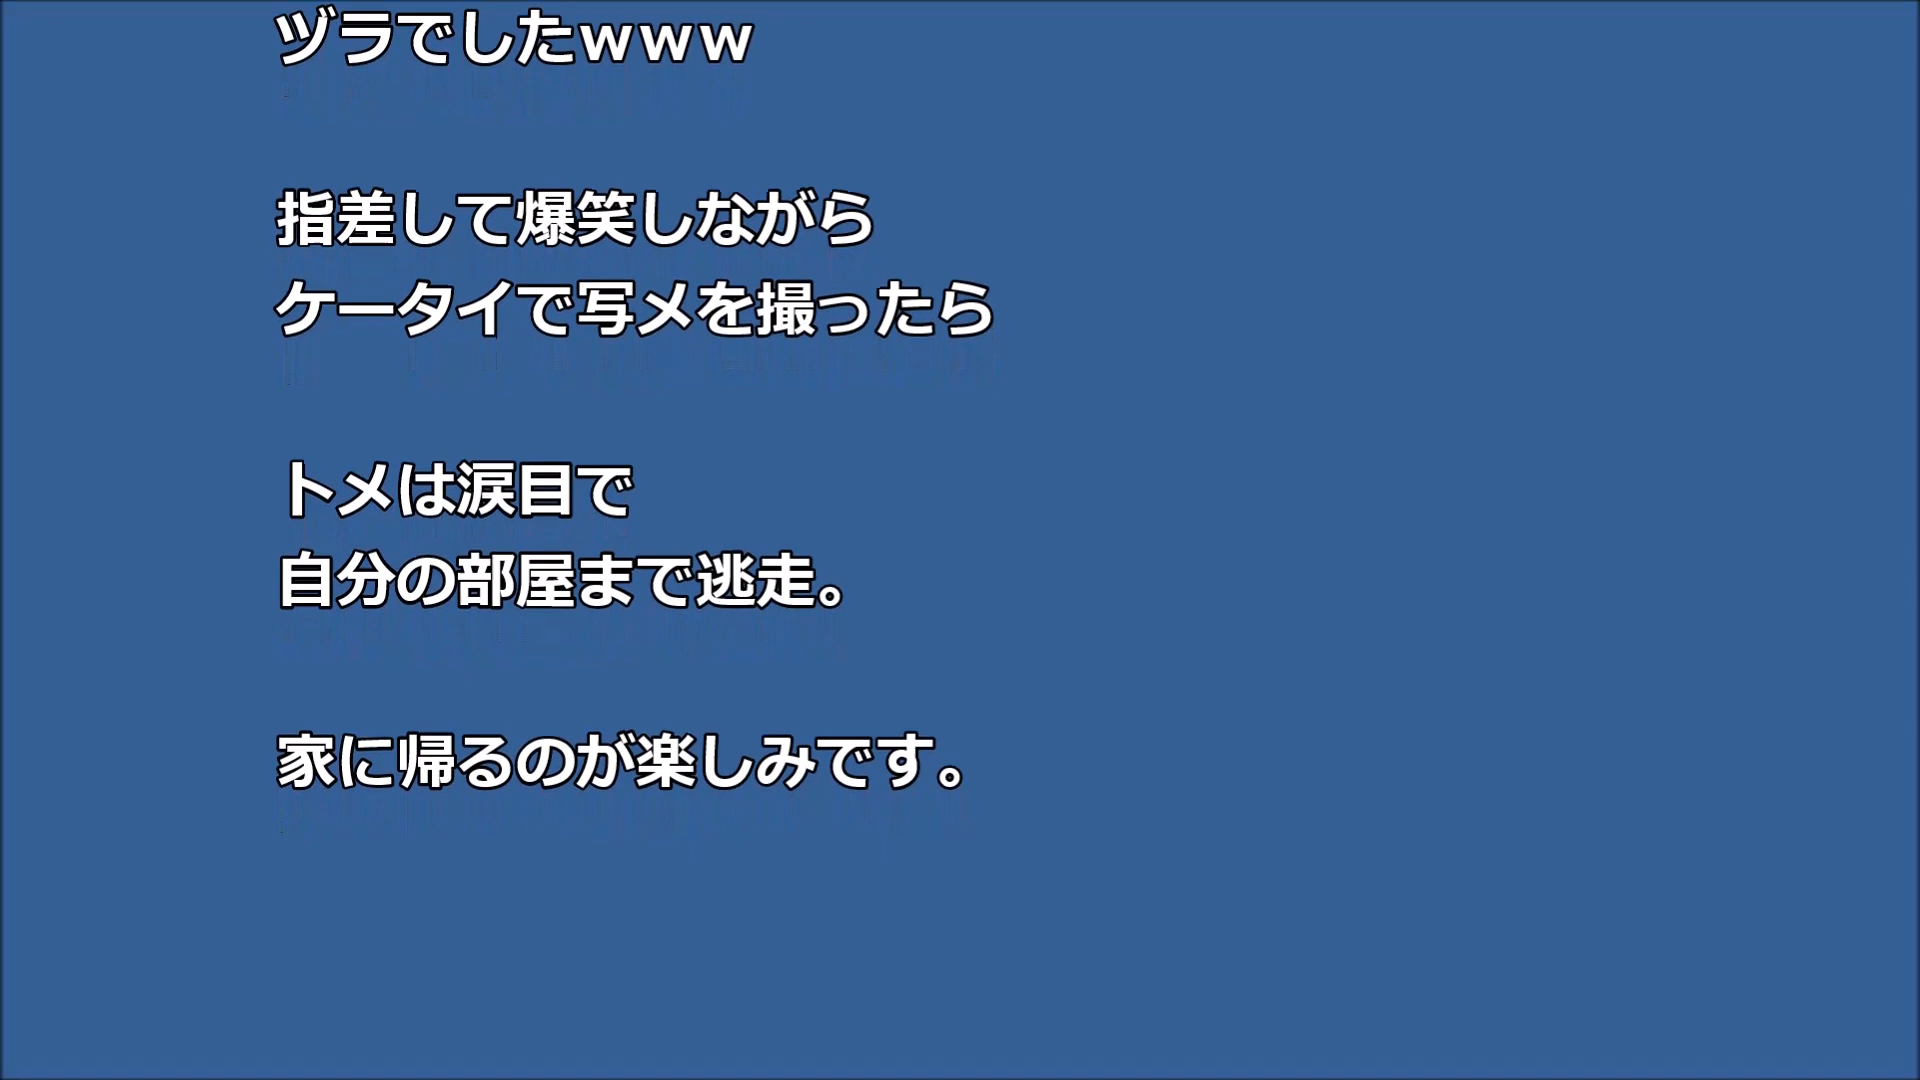 ヅラでしたｗｗｗ
指差して爆笑しながら
ケータイで写メを撮ったら
トメは涙目で
自分の部屋まで逃走。
家に帰るのが楽しみです。